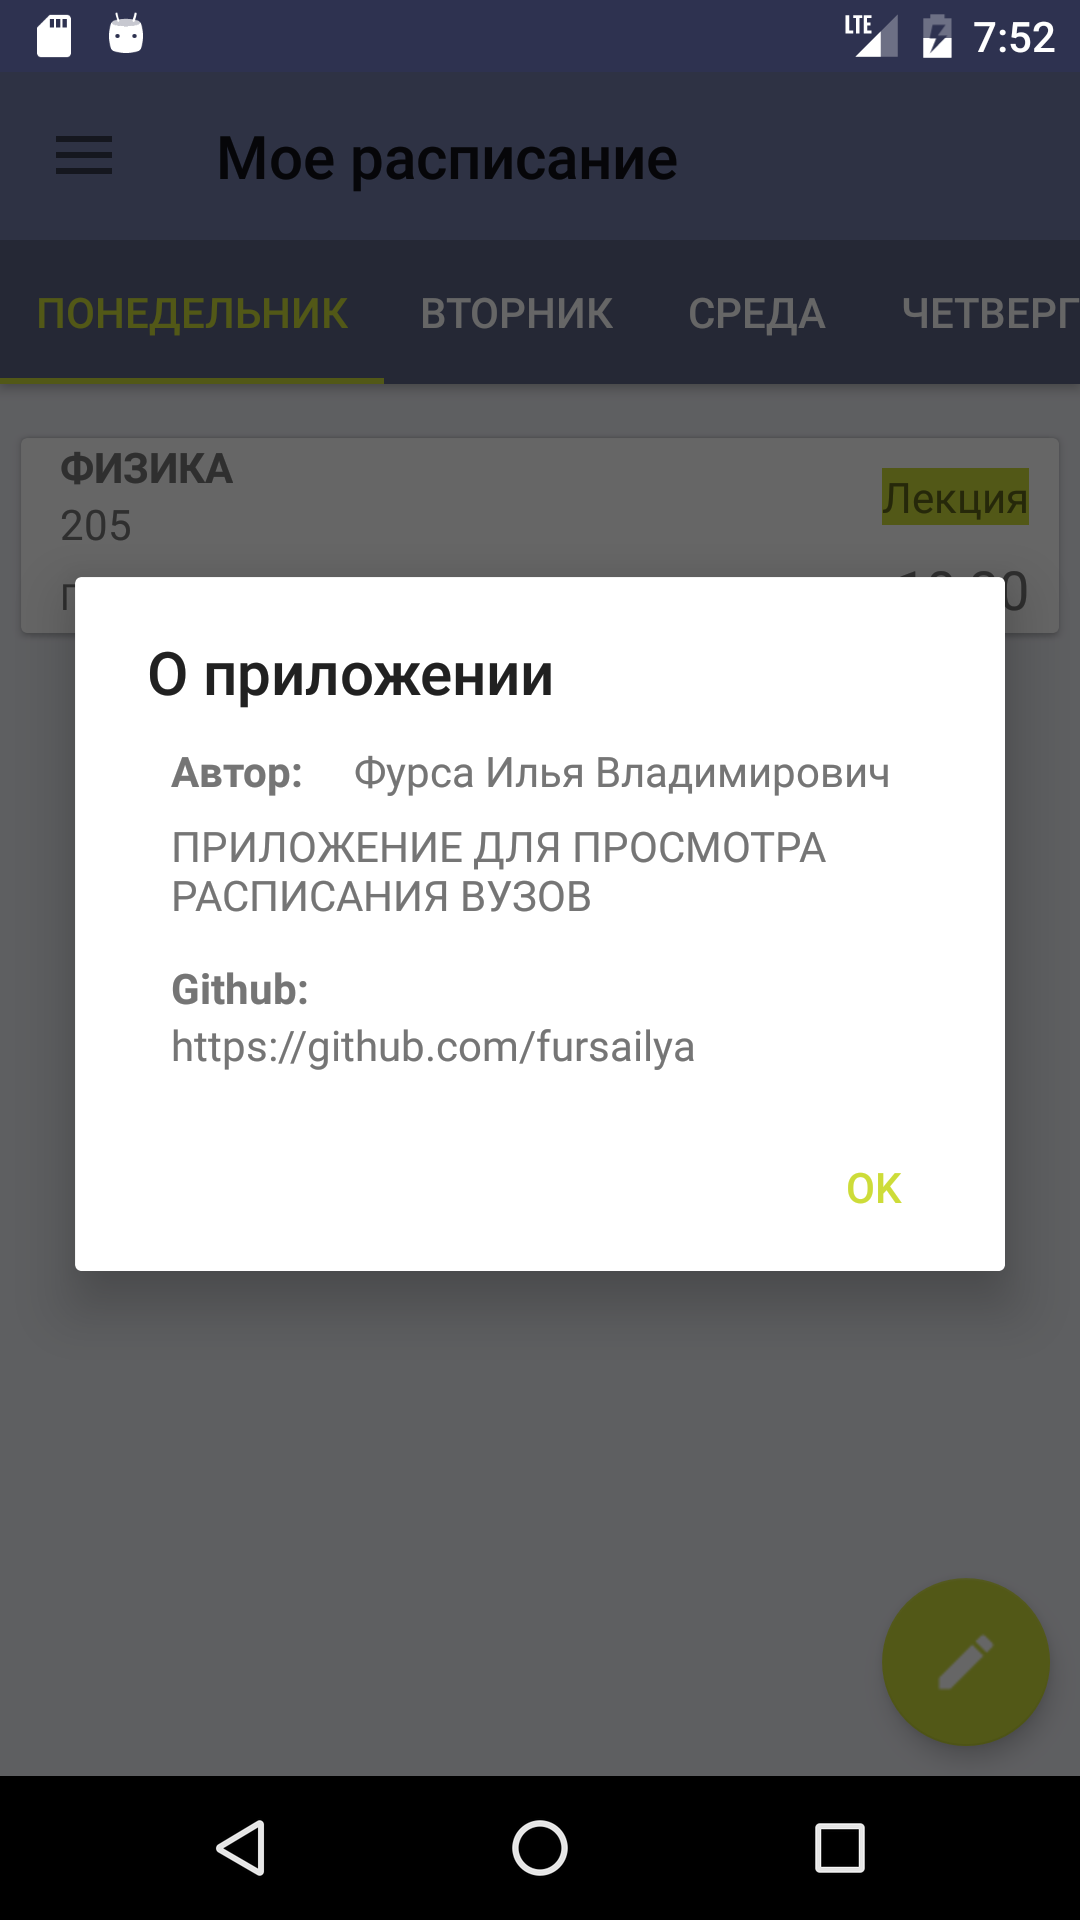 LTE 7:52
Мое расписание
ПОНЕДЕЛЬНИК ВТОРНИК СРЕДА ЧЕТВЕРГ
ФИЗИКА
Лекция
205
О приложении
Автор: Фурса Илья Владимирович
ПРИЛОЖЕНИЕ ДЛЯ ПРОСМОТРА
РАСПИСАНИЯ ВУЗОВ
Github:
https://github.com/fursailya
OK